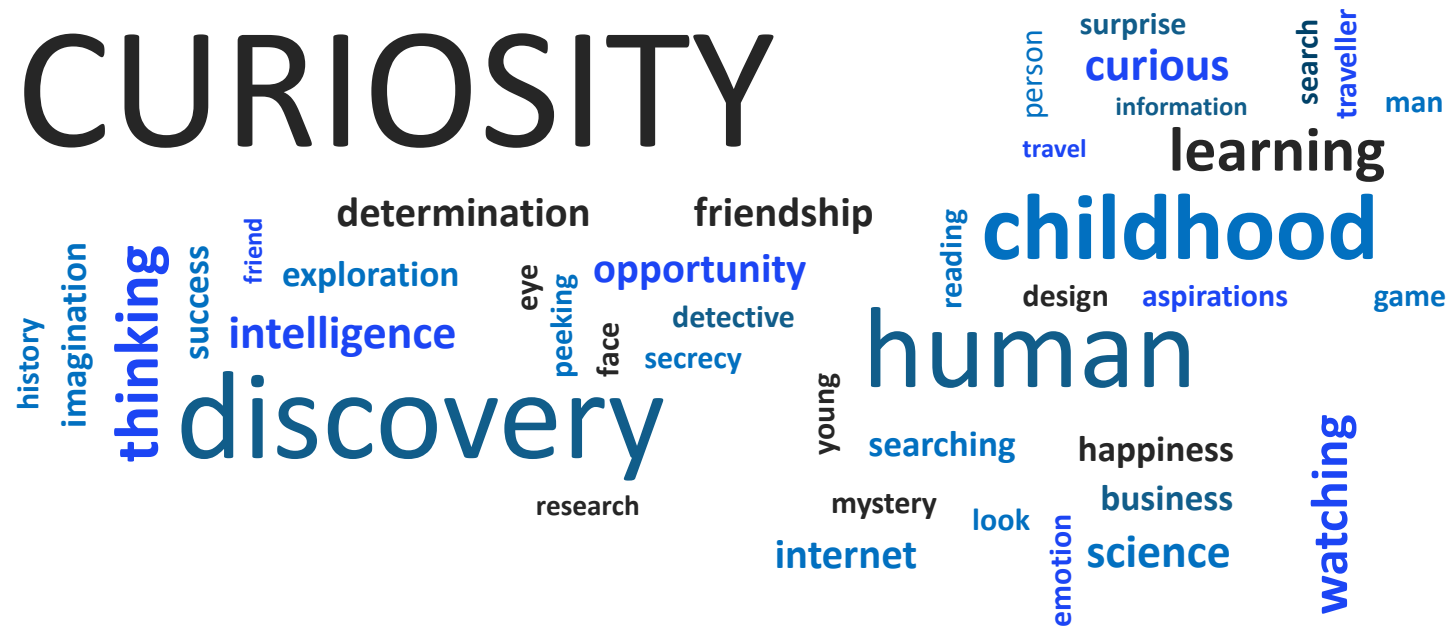 CURIOSITY
surprise
person
curious
search
traveller
information
man
travel
learning
determination
friendship
childhood
reading
friend
imagination
thinking
success
exploration
eye
peeking
opportunity
design
aspirations
game
history
intelligence
face
detective
secrecy
human
discovery
young
searching
happiness
watching
research
mystery
look
business
internet
emotion
science